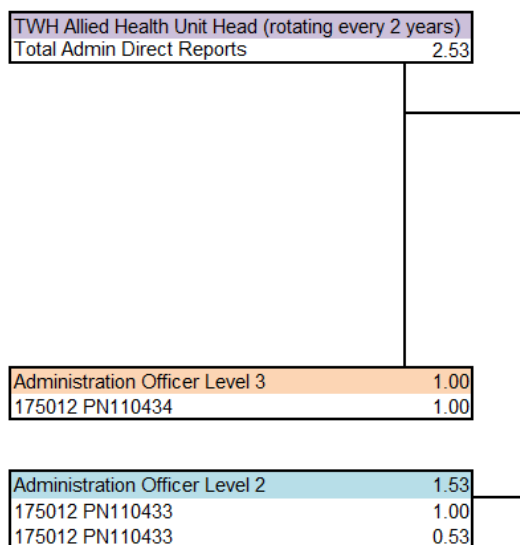 TWH Allied Health Unit Head (rotating every 2 years)
Total Admin Direct Reports 2.53
Administration Officer Level 3 1.00
175012 PN110434 1.00
Administration Officer Level 2 1.53
175012 PN110433 1.00
175012 PN110433 0.53